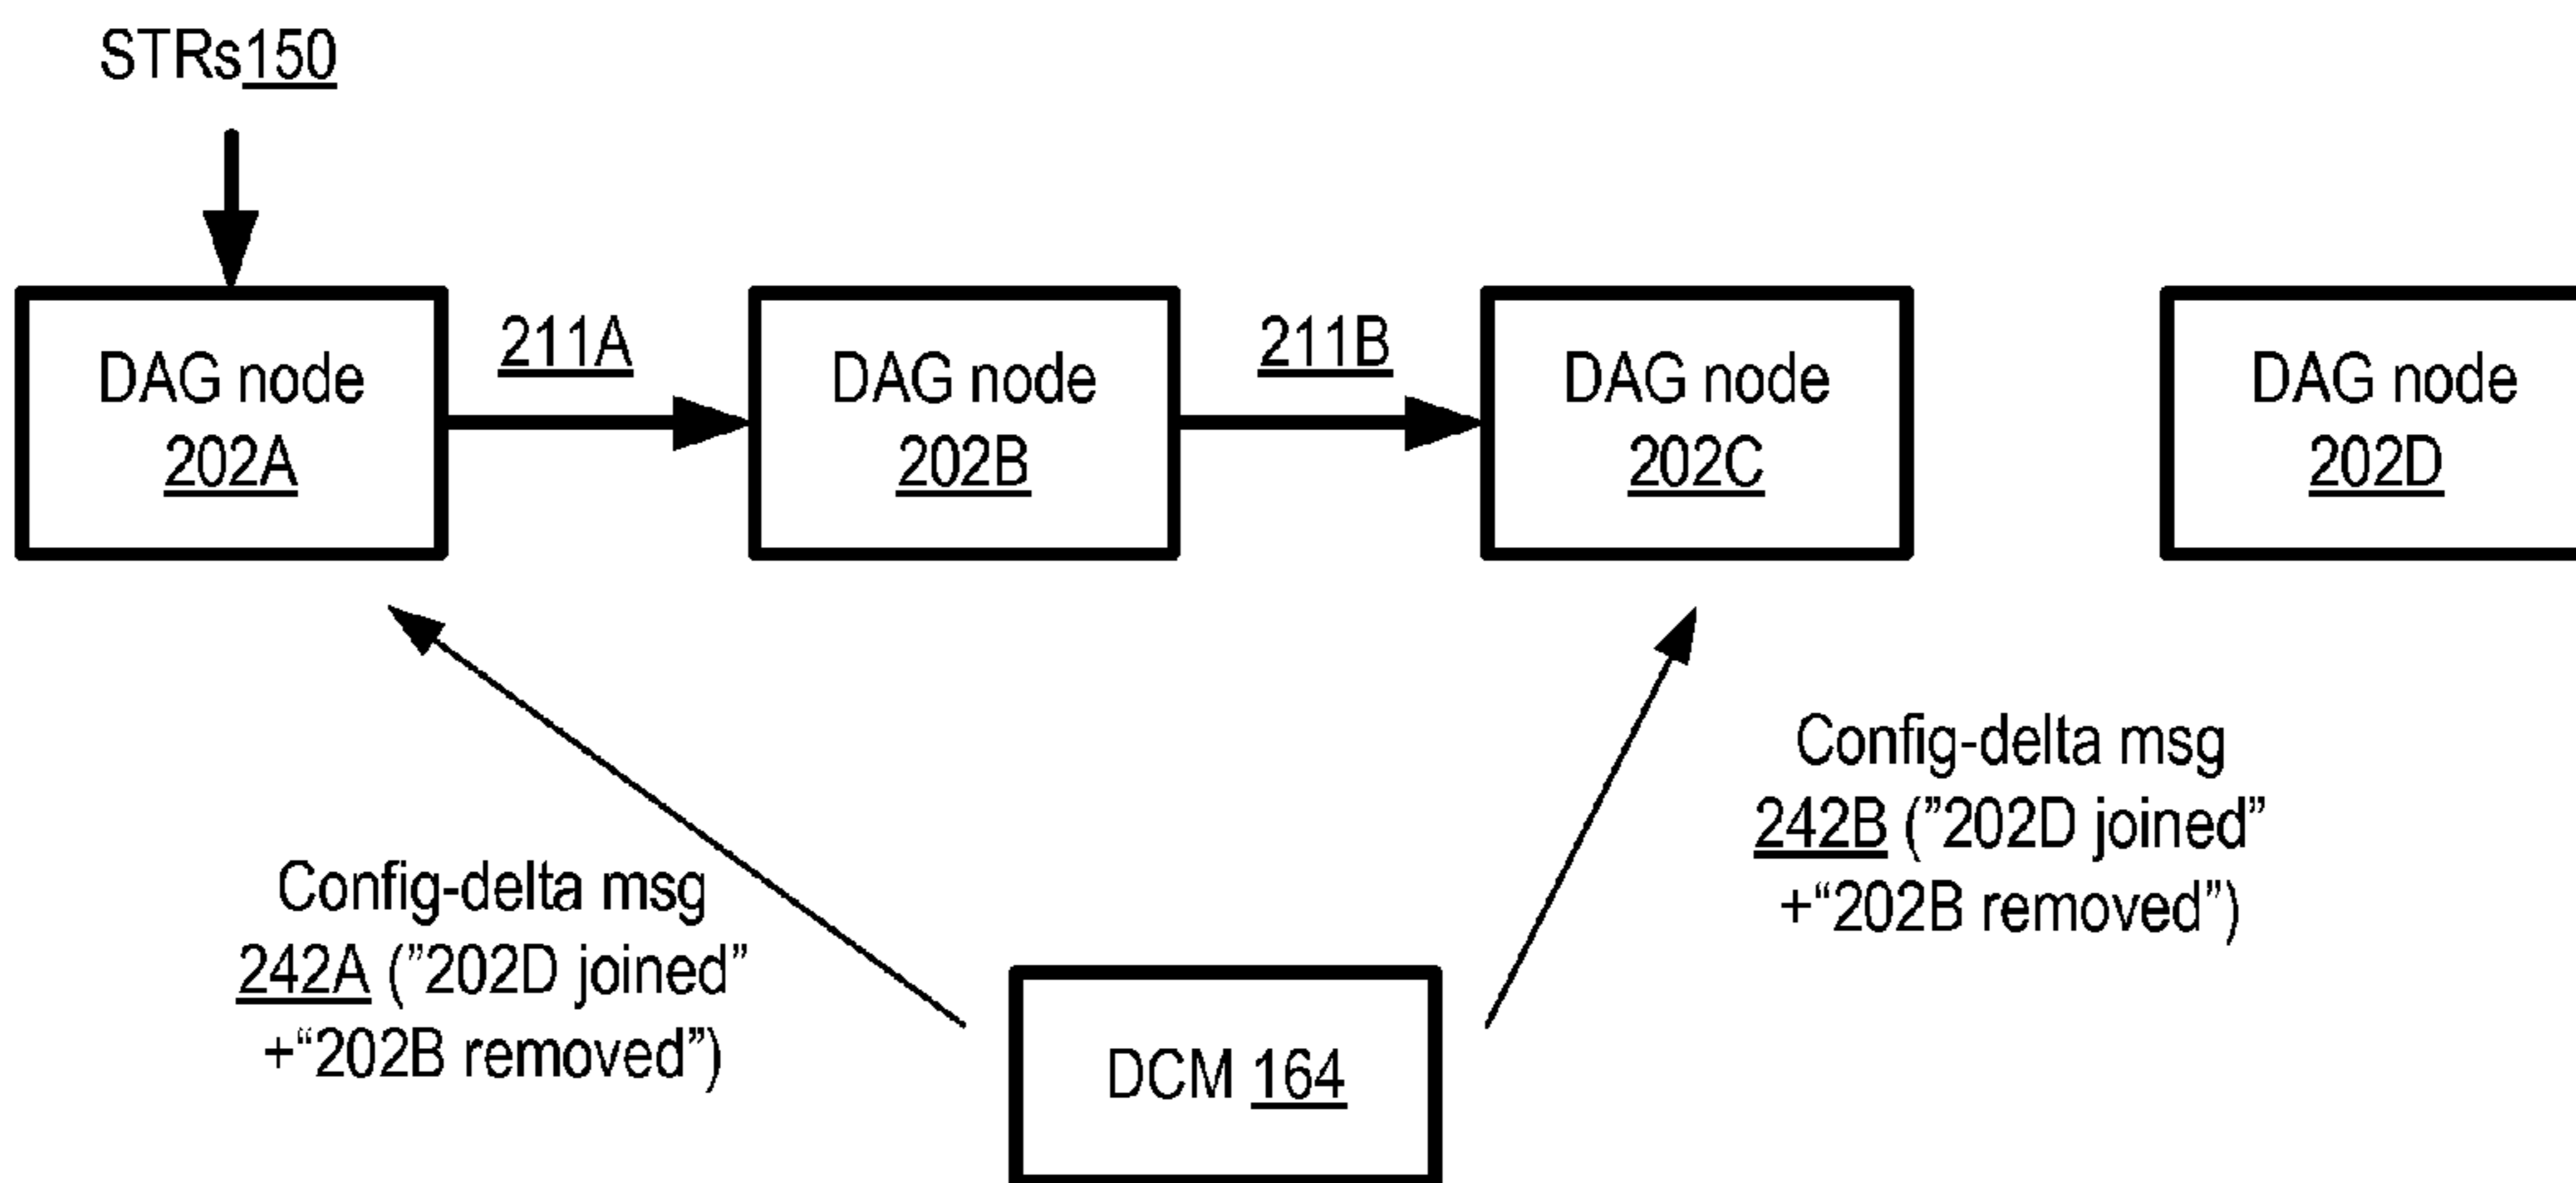 STRs150
211A
211B
DAG node
202A
DAG node
202B
DAG node
202C
DAG node
202D
Config-delta msg
242B (”202D joined”
+“202B removed”)
Config-delta msg
242A (”202D joined”
+“202B removed”)
DCM 164